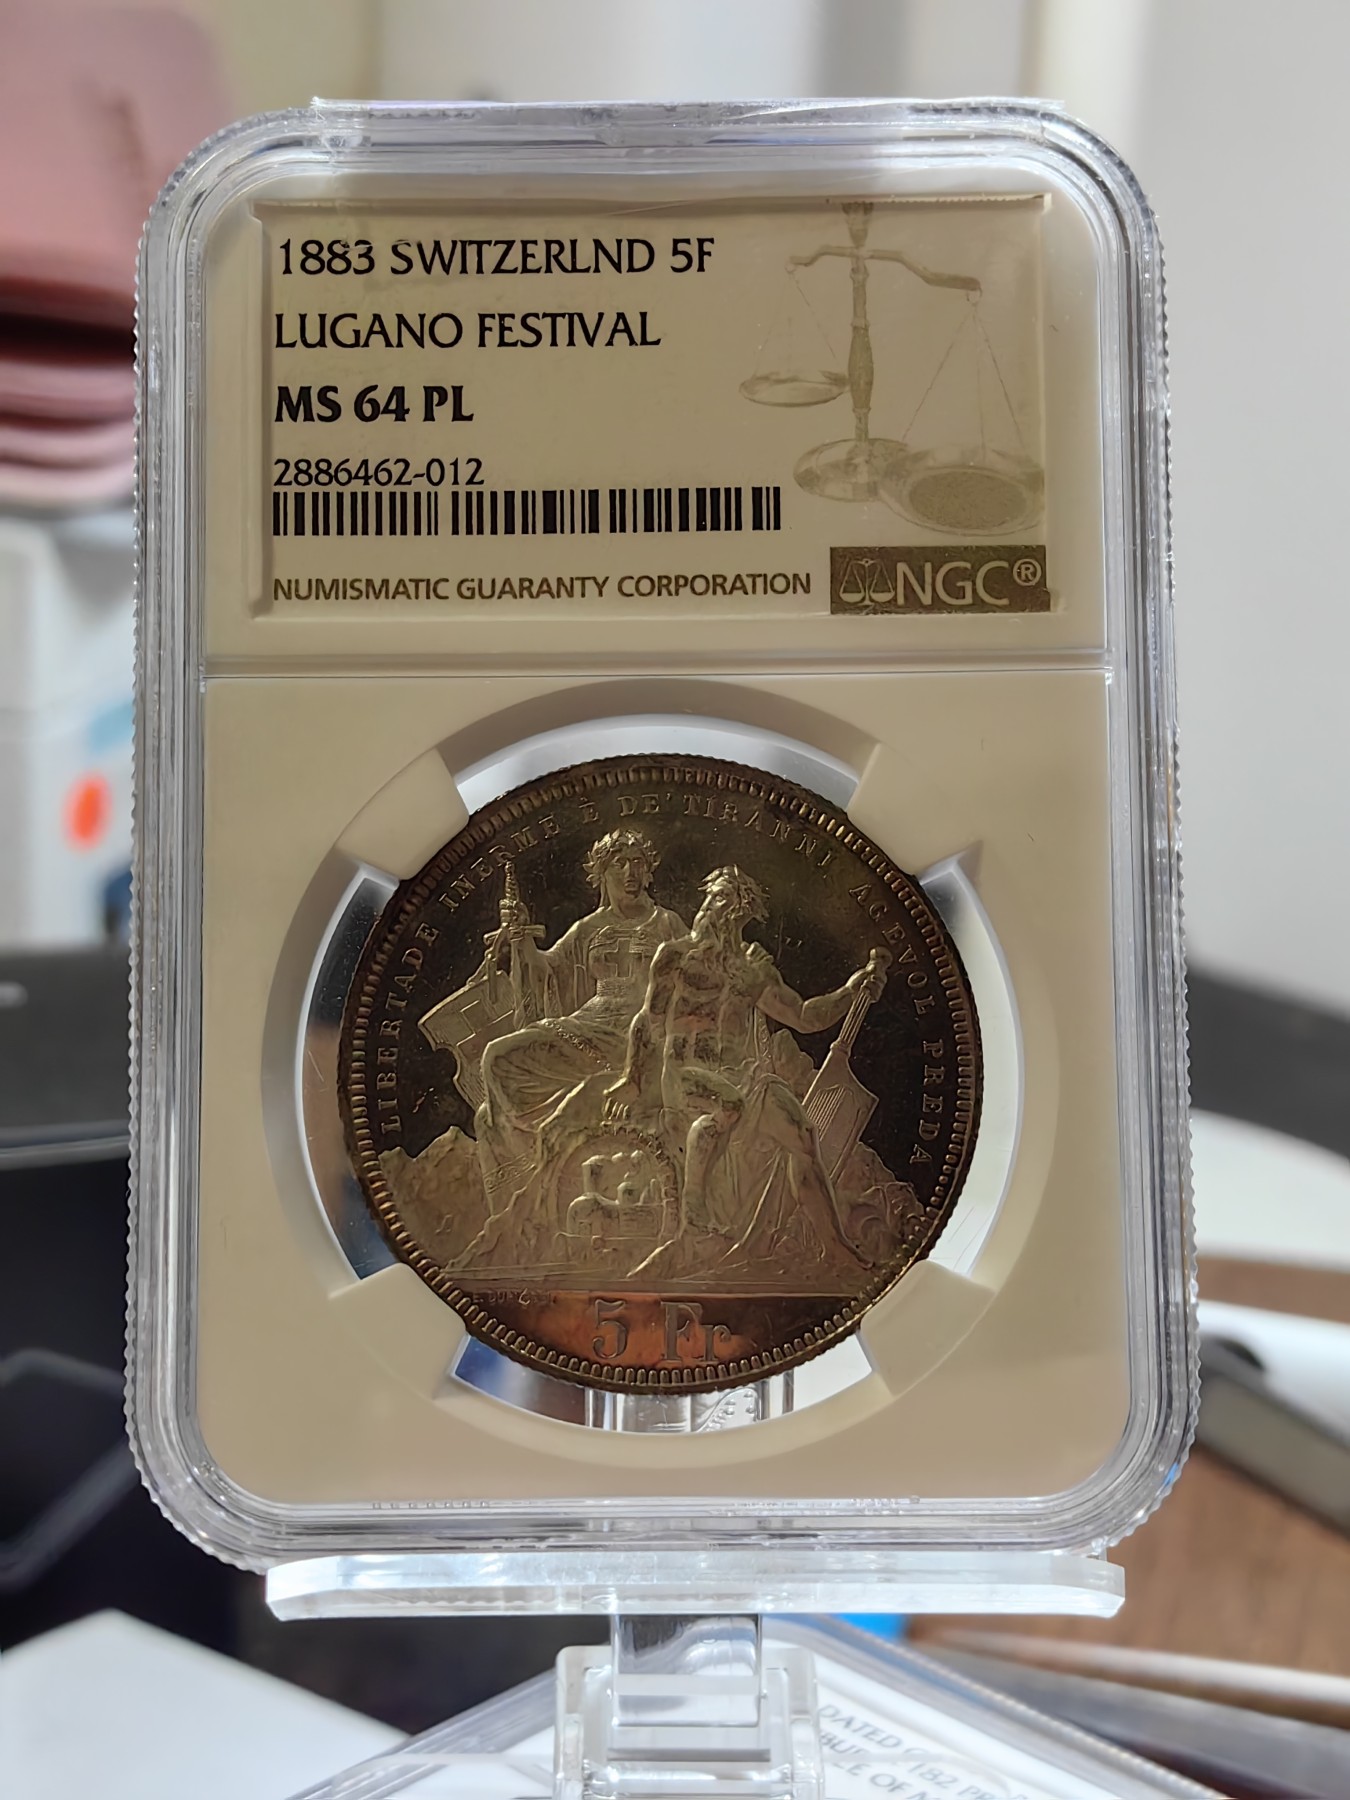 1883 SWITZERLND 5F
LUGANO FESTIVAL
MS 64 PL
2886462-012
NUMISMATIC GUARANTY CORPORATION
NGC®
LIBERTADE INERME È DE' TIRANNI AGEVOL PREDA
5 Fr
DATED